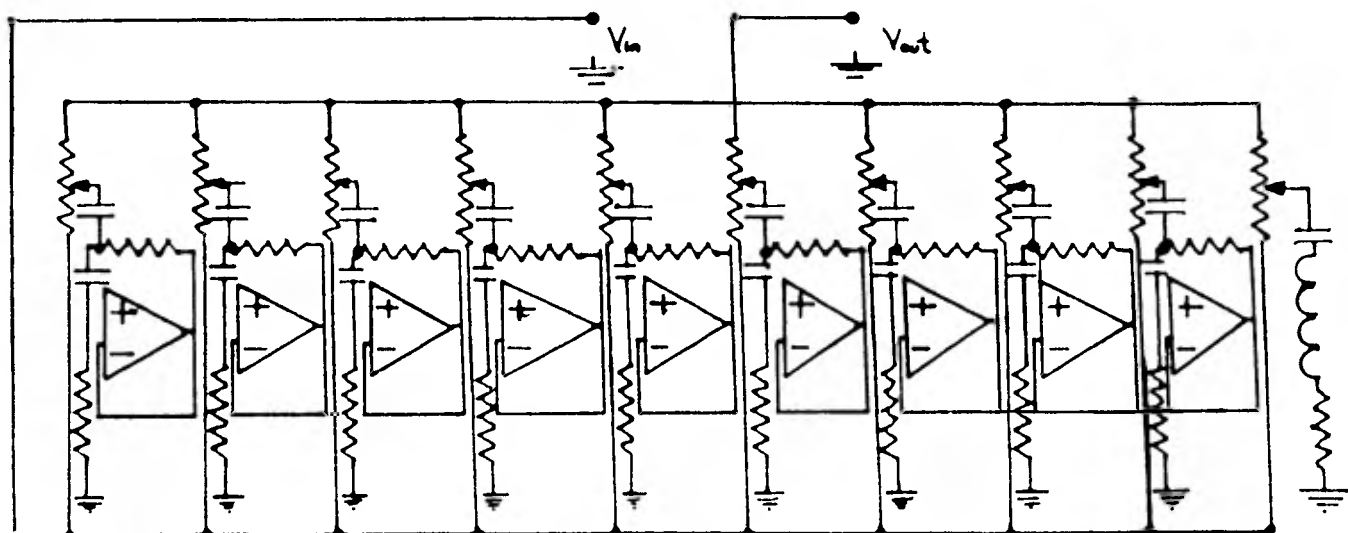 Vin
Vout
+ + + + + + + + +
- - - - - - - - -